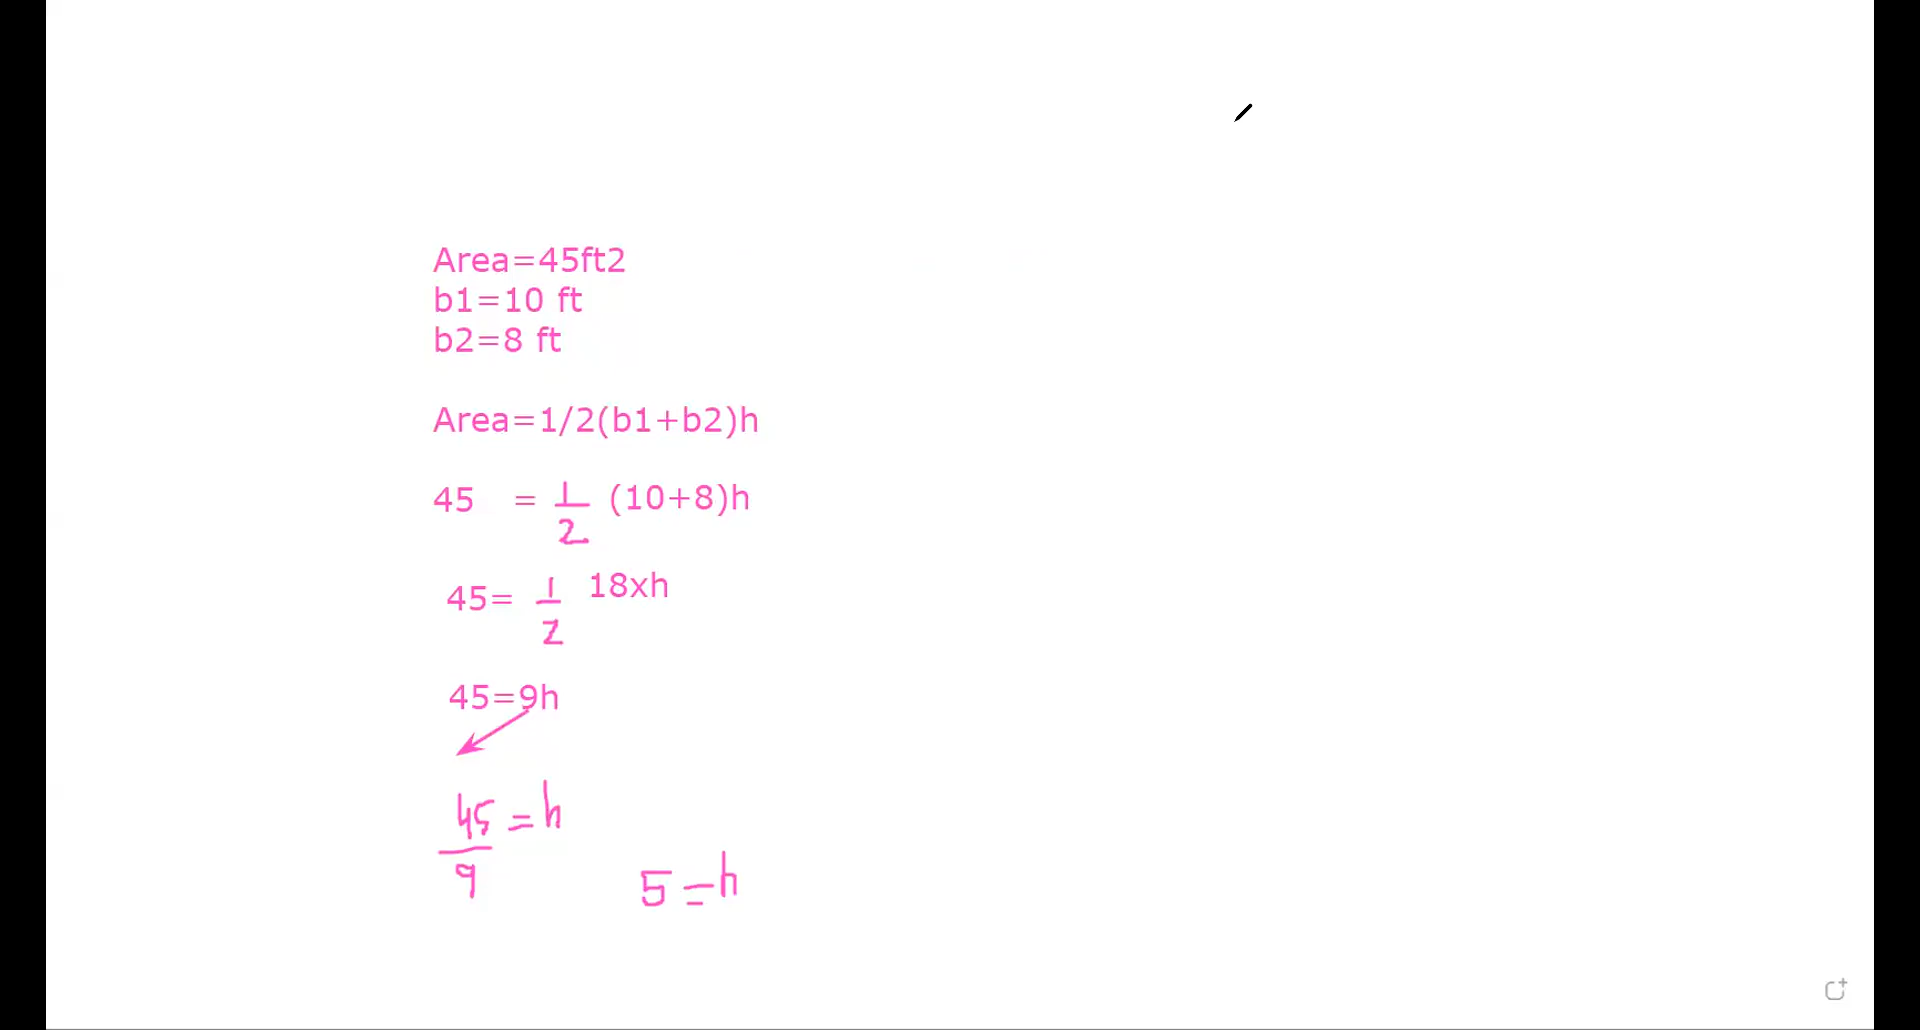 Area=45ft2
b1=10 ft
b2=8 ft
Area=1/2(b1+b2)h
45 = 1/2 (10+8)h
45= 1/2 18xh
45=9h
45/9 =h
5=h